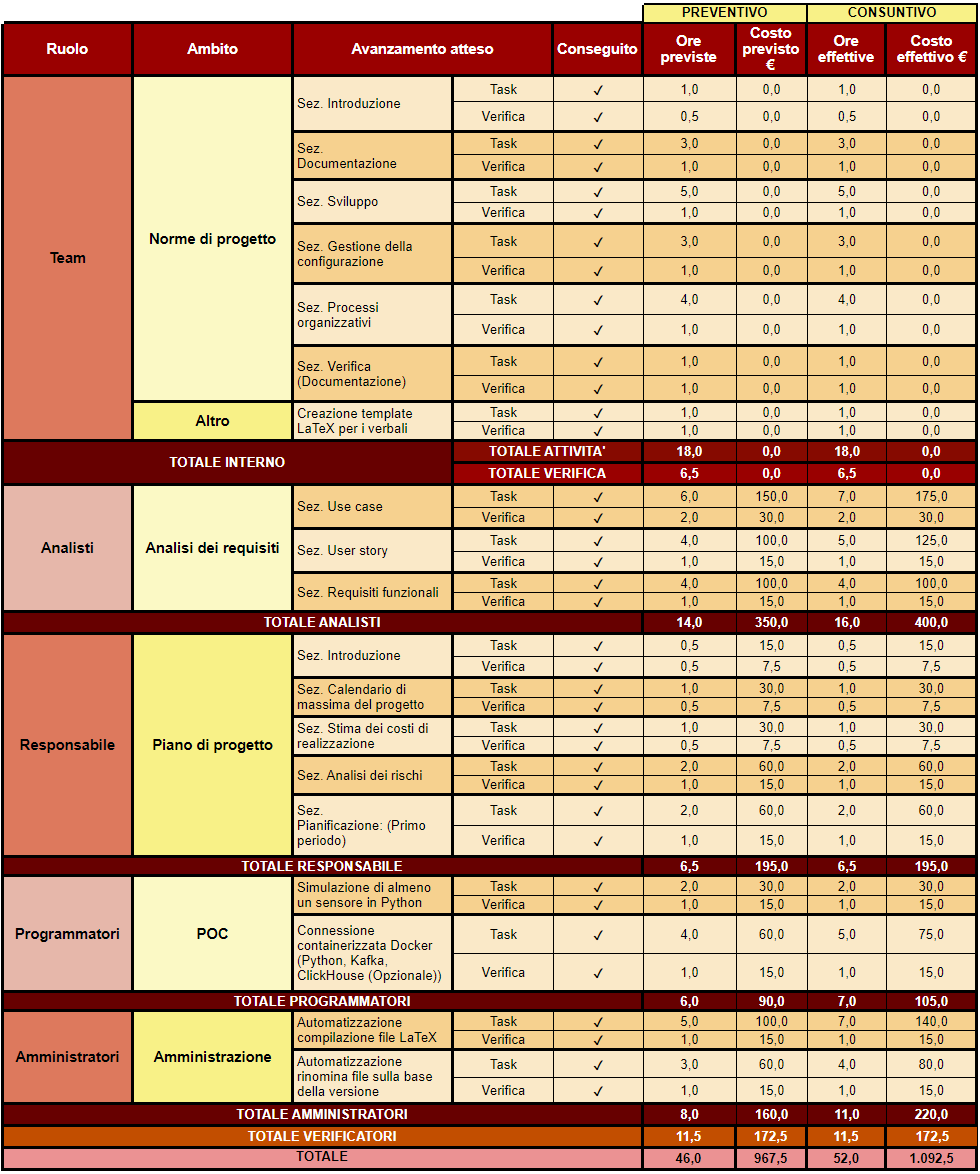 PREVENTIVO CONSUNTIVO
Ruolo Ambito Avanzamento atteso Conseguito Ore previste Costo previsto € Ore effettive Costo effettivo €
Team Norme di progetto Sez. Introduzione Task ✓ 1,0 0,0 1,0 0,0
Verifica ✓ 0,5 0,0 0,5 0,0
Sez. Documentazione Task ✓ 3,0 0,0 3,0 0,0
Verifica ✓ 1,0 0,0 1,0 0,0
Sez. Sviluppo Task ✓ 5,0 0,0 5,0 0,0
Verifica ✓ 1,0 0,0 1,0 0,0
Sez. Gestione della configurazione Task ✓ 3,0 0,0 3,0 0,0
Verifica ✓ 1,0 0,0 1,0 0,0
Sez. Processi organizzativi Task ✓ 4,0 0,0 4,0 0,0
Verifica ✓ 1,0 0,0 1,0 0,0
Sez. Verifica (Documentazione) Task ✓ 1,0 0,0 1,0 0,0
Verifica ✓ 1,0 0,0 1,0 0,0
Altro Creazione template LaTeX per i verbali Task ✓ 1,0 0,0 1,0 0,0
Verifica ✓ 1,0 0,0 1,0 0,0
TOTALE INTERNO TOTALE ATTIVITA' 18,0 0,0 18,0 0,0
TOTALE VERIFICA 6,5 0,0 6,5 0,0
Analisti Analisi dei requisiti Sez. Use case Task ✓ 6,0 150,0 7,0 175,0
Verifica ✓ 2,0 30,0 2,0 30,0
Sez. User story Task ✓ 4,0 100,0 5,0 125,0
Verifica ✓ 1,0 15,0 1,0 15,0
Sez. Requisiti funzionali Task ✓ 4,0 100,0 4,0 100,0
Verifica ✓ 1,0 15,0 1,0 15,0
TOTALE ANALISTI 14,0 350,0 16,0 400,0
Responsabile Piano di progetto Sez. Introduzione Task ✓ 0,5 15,0 0,5 15,0
Verifica ✓ 0,5 7,5 0,5 7,5
Sez. Calendario di massima del progetto Task ✓ 1,0 30,0 1,0 30,0
Verifica ✓ 0,5 7,5 0,5 7,5
Sez. Stima dei costi di realizzazione Task ✓ 1,0 30,0 1,0 30,0
Verifica ✓ 0,5 7,5 0,5 7,5
Sez. Analisi dei rischi Task ✓ 2,0 60,0 2,0 60,0
Verifica ✓ 1,0 15,0 1,0 15,0
Sez. Pianificazione: (Primo periodo) Task ✓ 2,0 60,0 2,0 60,0
Verifica ✓ 1,0 15,0 1,0 15,0
TOTALE RESPONSABILE 6,5 195,0 6,5 195,0
Programmatori POC Simulazione di almeno un sensore in Python Task ✓ 2,0 30,0 2,0 30,0
Verifica ✓ 1,0 15,0 1,0 15,0
Connessione containerizzata Docker (Python, Kafka, ClickHouse (Opzionale)) Task ✓ 4,0 60,0 5,0 75,0
Verifica ✓ 1,0 15,0 1,0 15,0
TOTALE PROGRAMMATORI 6,0 90,0 7,0 105,0
Amministratori Amministrazione Automatizzazione compilazione file LaTeX Task ✓ 5,0 100,0 7,0 140,0
Verifica ✓ 1,0 15,0 1,0 15,0
Automatizzazione rinomina file sulla base della versione Task ✓ 3,0 60,0 4,0 80,0
Verifica ✓ 1,0 15,0 1,0 15,0
TOTALE AMMINISTRATORI 8,0 160,0 11,0 220,0
TOTALE VERIFICATORI 11,5 172,5 11,5 172,5
TOTALE 46,0 967,5 52,0 1.092,5